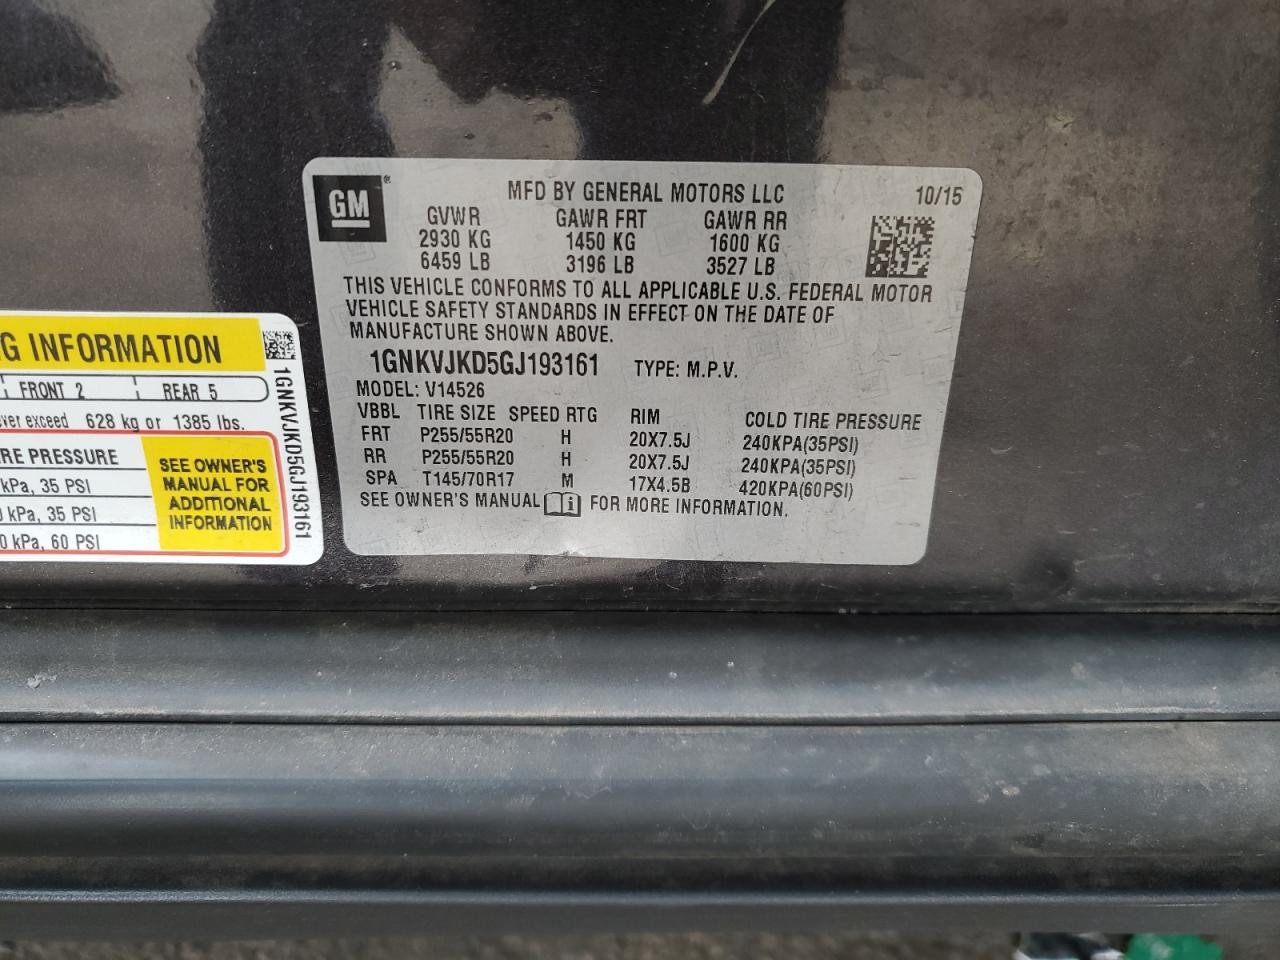 GM®
MFD BY GENERAL MOTORS LLC 10/15
GVWR GAWR FRT GAWR RR
2930 KG 1450 KG 1600 KG
6459 LB 3196 LB 3527 LB
THIS VEHICLE CONFORMS TO ALL APPLICABLE U.S. FEDERAL MOTOR
VEHICLE SAFETY STANDARDS IN EFFECT ON THE DATE OF
MANUFACTURE SHOWN ABOVE.
1GNKVJKD5GJ193161 TYPE: M.P.V.
MODEL: V14526
VBBL TIRE SIZE SPEED RTG RIM COLD TIRE PRESSURE
FRT P255/55R20 H 20X7.5J 240KPA(35PSI)
RR P255/55R20 H 20X7.5J 240KPA(35PSI)
SPA T145/70R17 M 17X4.5B 420KPA(60PSI)
SEE OWNER'S MANUAL FOR MORE INFORMATION.
G INFORMATION
FRONT 2 REAR 5
ever exceed 628 kg or 1385 lbs.
RE PRESSURE
kPa, 35 PSI
0 kPa, 35 PSI
0 kPa, 60 PSI
SEE OWNER'S
MANUAL FOR
ADDITIONAL
INFORMATION
1GNKVJKD5GJ193161